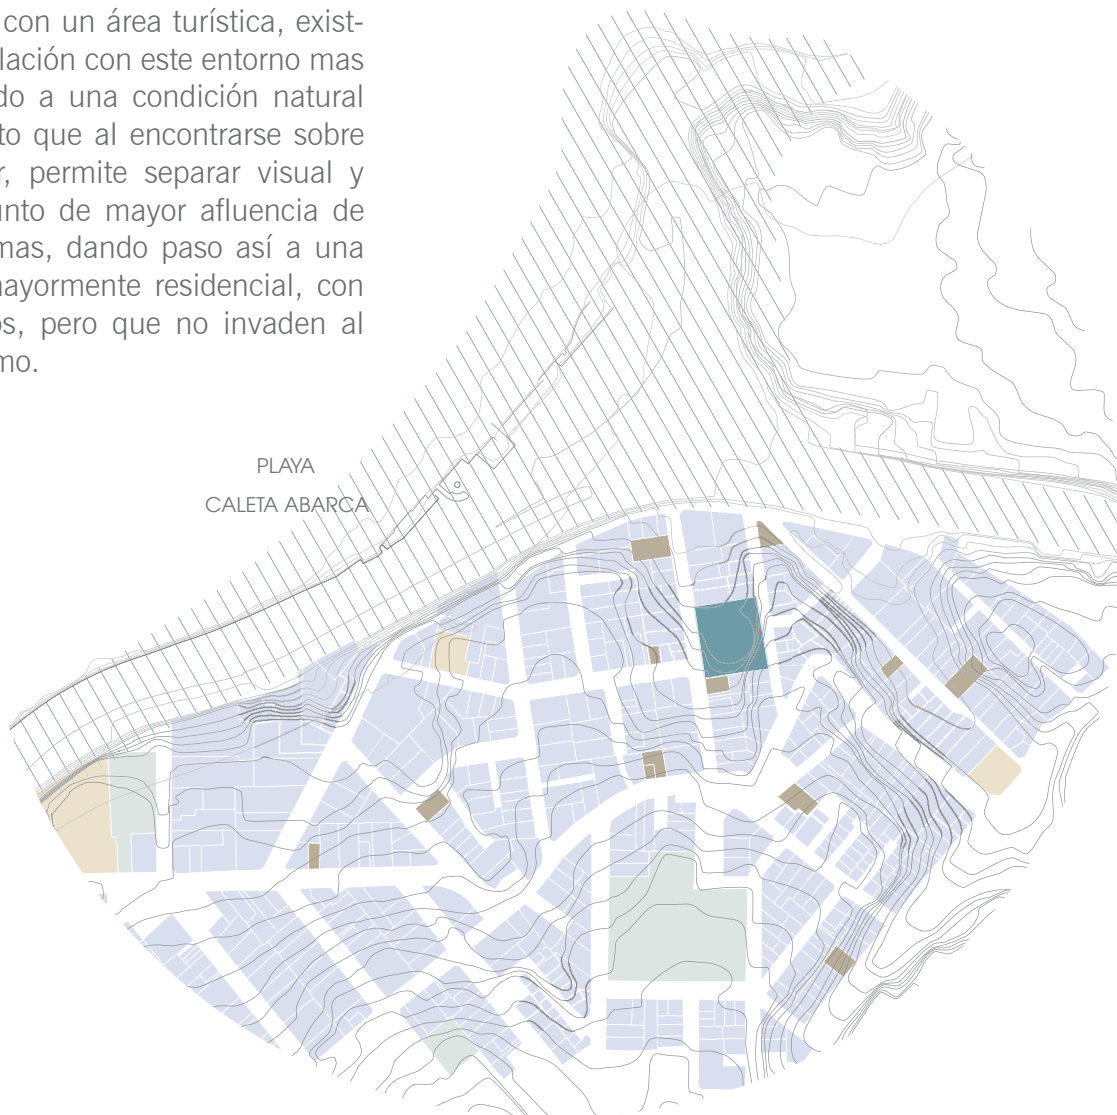 con un área turística, exist-
lación con este entorno mas
do a una condición natural
to que al encontrarse sobre
r, permite separar visual y
unto de mayor afluencia de
mas, dando paso así a una
mayormente residencial, con
os, pero que no invaden al
mo.
PLAYA
CALETA ABARCA